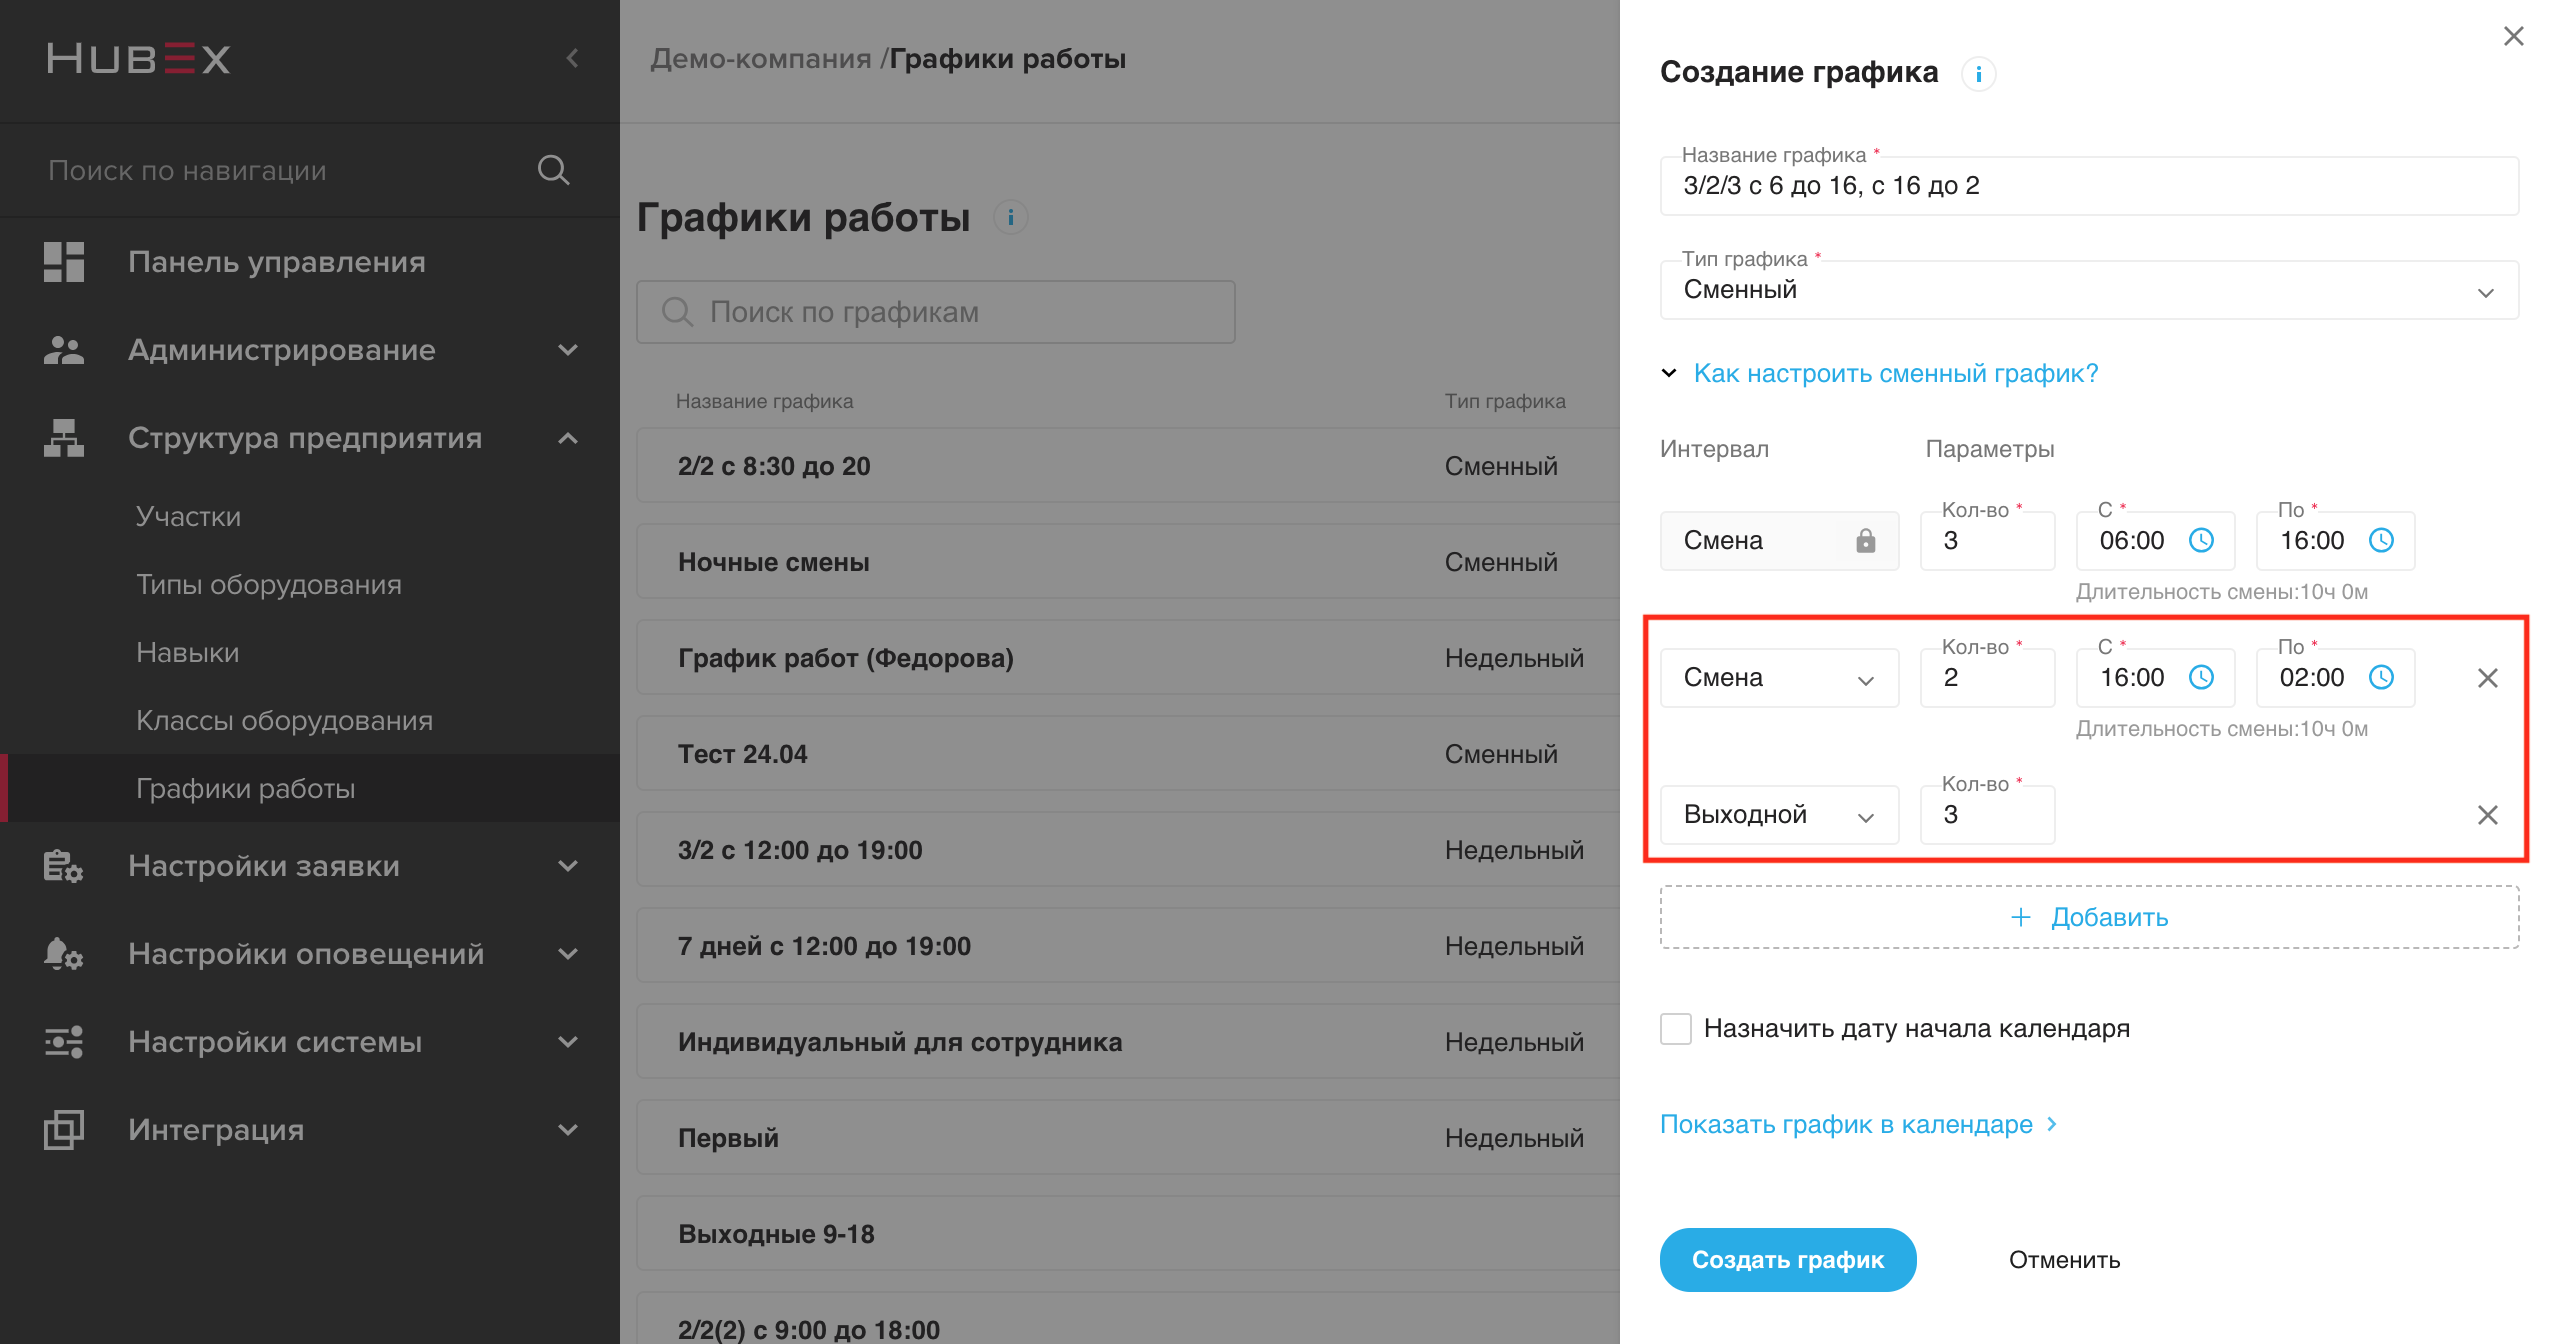 HUBEX
Поиск по навигации
Панель управления
Администрирование
Структура предприятия
Участки
Типы оборудования
Навыки
Классы оборудования
Графики работы
Настройки заявки
Настройки оповещений
Настройки системы
Интеграция
Демо-компания /Графики работы
Графики работы i
Поиск по графикам
Название графика Тип графика
2/2 с 8:30 до 20 Сменный
Ночные смены Сменный
График работ (Федорова) Недельный
Тест 24.04 Сменный
3/2 с 12:00 до 19:00 Недельный
7 дней с 12:00 до 19:00 Недельный
Индивидуальный для сотрудника Недельный
Первый Недельный
Выходные 9-18
2/2(2) с 9:00 до 18:00
Создание графика i
Название графика *
3/2/3 с 6 до 16, с 16 до 2
Тип графика *
Сменный
Как настроить сменный график?
Интервал Параметры
Кол-во * С * По *
Смена 3 06:00 16:00
Длительность смены:10ч 0м
Кол-во * С * По *
Смена 2 16:00 02:00
Длительность смены:10ч 0м
Кол-во *
Выходной 3
+ Добавить
Назначить дату начала календаря
Показать график в календаре
Создать график Отменить